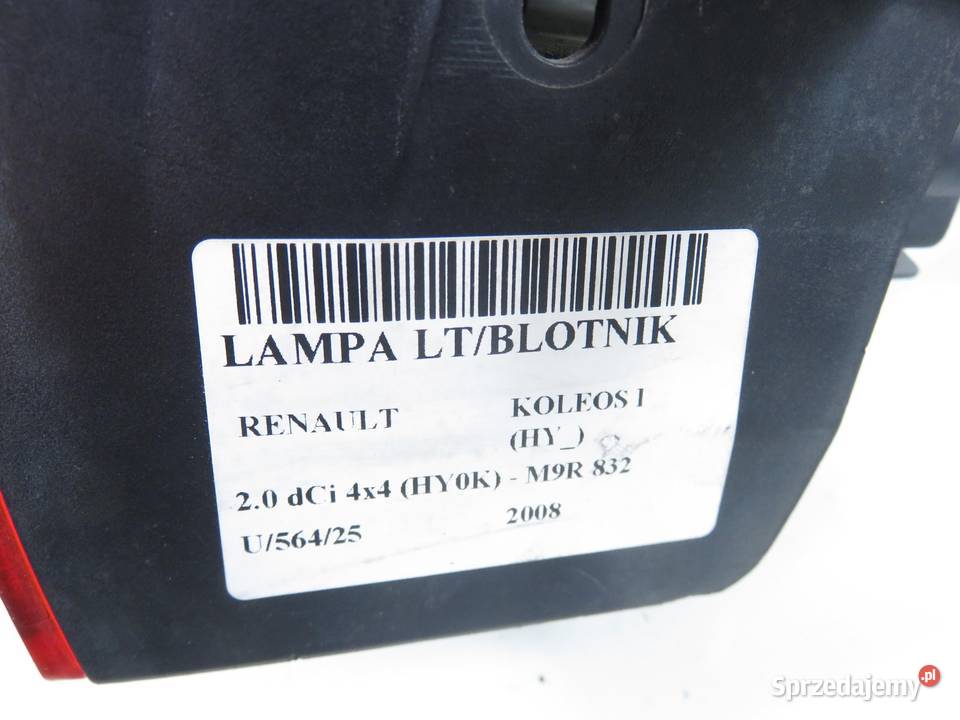 LAMPA LT/BLOTNIK
RENAULT
KOLEOS I
(HY_)
2.0 dCi 4x4 (HY0K) - M9R 832
U/564/25
2008
Sprzedajemy.pl